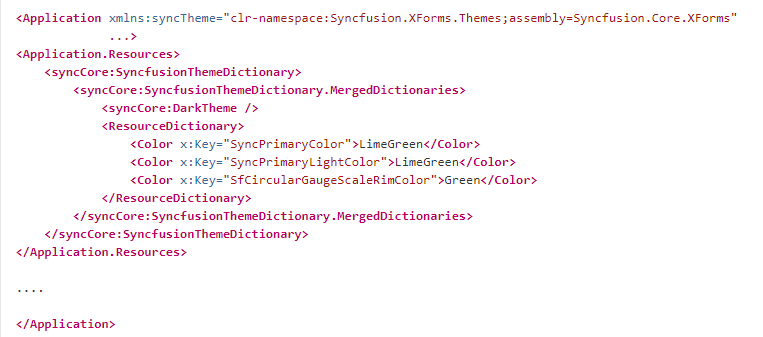 <Application xmlns:syncTheme="clr-namespace:Syncfusion.XForms.Themes;assembly=Syncfusion.Core.XForms"
             ...>
<Application.Resources>
    <syncCore:SyncfusionThemeDictionary>
        <syncCore:SyncfusionThemeDictionary.MergedDictionaries>
            <syncCore:DarkTheme />
            <ResourceDictionary>
                <Color x:Key="SyncPrimaryColor">LimeGreen</Color>
                <Color x:Key="SyncPrimaryLightColor">LimeGreen</Color>
                <Color x:Key="SfCircularGaugeScaleRimColor">Green</Color>
            </ResourceDictionary>
        </syncCore:SyncfusionThemeDictionary.MergedDictionaries>
    </syncCore:SyncfusionThemeDictionary>
</Application.Resources>
....
</Application>